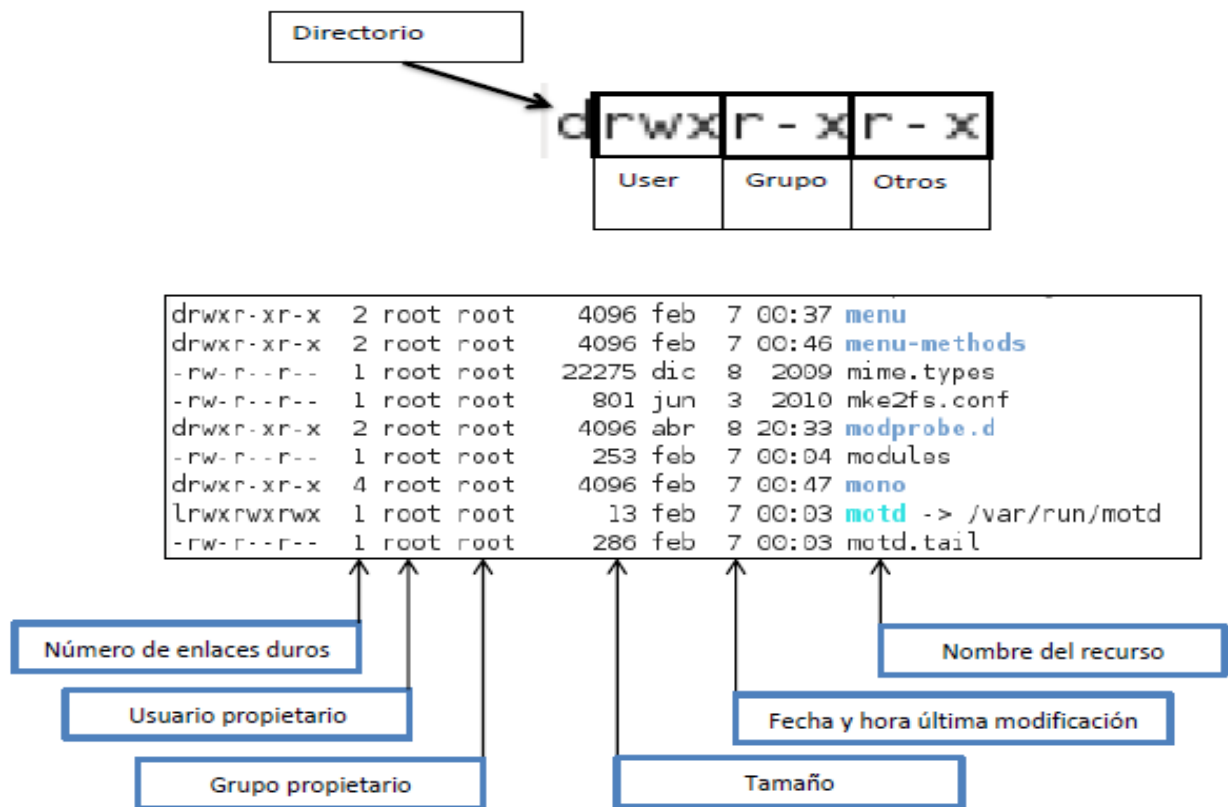 Directorio
drwxr-xr-x
User Grupo Otros
drwxr-xr-x 2 root root 4096 feb 7 00:37 menu
drwxr-xr-x 2 root root 4096 feb 7 00:46 menu-methods
-rw-r--r-- 1 root root 22275 dic 8 2009 mime.types
-rw-r--r-- 1 root root 801 jun 3 2010 mke2fs.conf
drwxr-xr-x 2 root root 4096 abr 8 20:33 modprobe.d
-rw-r--r-- 1 root root 253 feb 7 00:04 modules
drwxr-xr-x 4 root root 4096 feb 7 00:47 mono
lrwxrwxrwx 1 root root 13 feb 7 00:03 motd -> /var/run/motd
-rw-r--r-- 1 root root 286 feb 7 00:03 motd.tail
Número de enlaces duros
Nombre del recurso
Usuario propietario
Fecha y hora última modificación
Grupo propietario
Tamaño